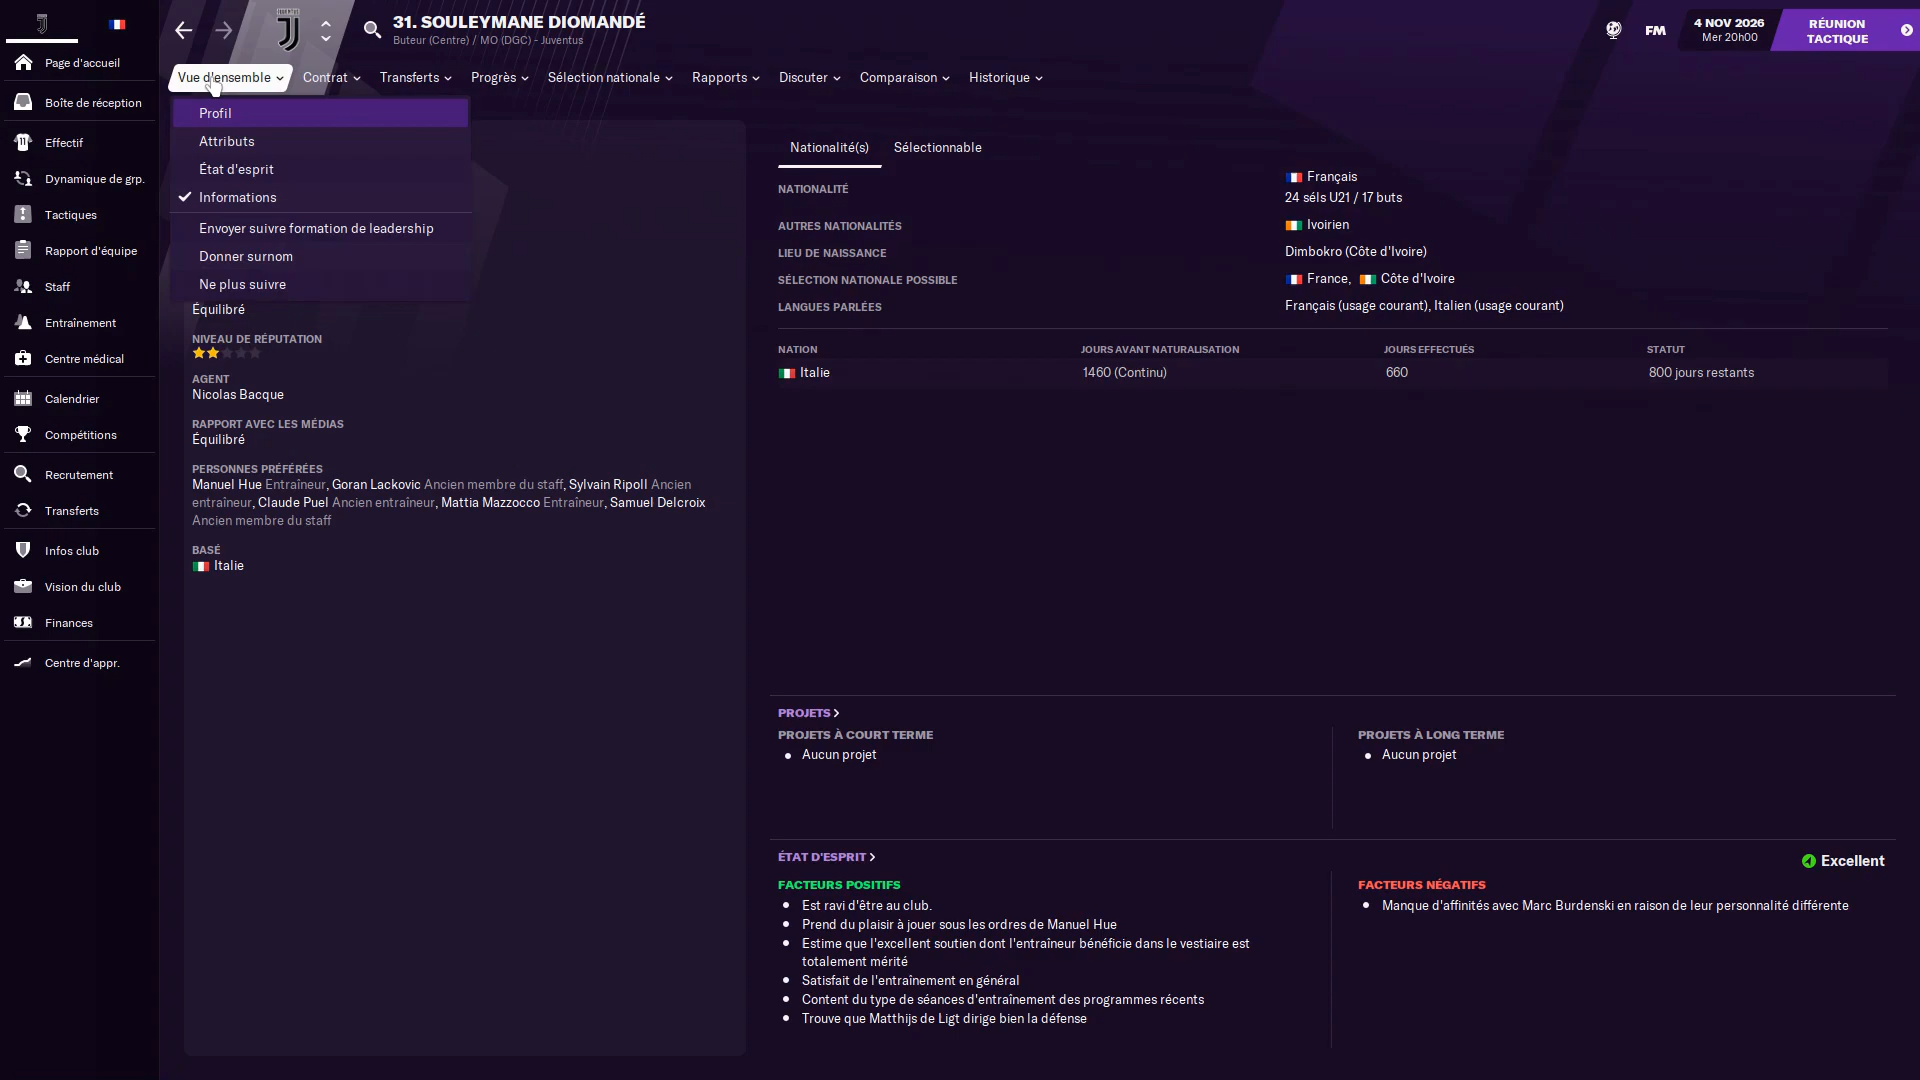 31. SOULEYMANE DIOMANDÉ
Buteur (Centre) / MO (DGC) - Juventus
FM
4 NOV 2026
Mer 20h00
RÉUNION
TACTIQUE
Page d'accueil
Boîte de réception
Effectif
Dynamique de grp.
Tactiques
Rapport d'équipe
Staff
Entraînement
Centre médical
Calendrier
Compétitions
Recrutement
Transferts
Infos club
Vision du club
Finances
Centre d'appr.
Vue d'ensemble Contrat Transferts Progrès Sélection nationale Rapports Discuter Comparaison Historique
Profil
Attributs
État d'esprit
Informations
Envoyer suivre formation de leadership
Donner surnom
Ne plus suivre
Équilibré
NIVEAU DE RÉPUTATION
AGENT
Nicolas Bacque
RAPPORT AVEC LES MÉDIAS
Équilibré
PERSONNES PRÉFÉRÉES
Manuel Hue Entraîneur, Goran Lackovic Ancien membre du staff, Sylvain Ripoll Ancien
entraîneur, Claude Puel Ancien entraîneur, Mattia Mazzocco Entraîneur, Samuel Delcroix
Ancien membre du staff
BASÉ
Italie
Nationalité(s) Sélectionnable
NATIONALITÉ Français
24 séls U21 / 17 buts
AUTRES NATIONALITÉS Ivoirien
LIEU DE NAISSANCE Dimbokro (Côte d'Ivoire)
SÉLECTION NATIONALE POSSIBLE France, Côte d'Ivoire
LANGUES PARLÉES Français (usage courant), Italien (usage courant)
NATION JOURS AVANT NATURALISATION JOURS EFFECTUÉS STATUT
Italie 1460 (Continu) 660 800 jours restants
PROJETS
PROJETS À COURT TERME
Aucun projet
PROJETS À LONG TERME
Aucun projet
ÉTAT D'ESPRIT
Excellent
FACTEURS POSITIFS
Est ravi d'être au club.
Prend du plaisir à jouer sous les ordres de Manuel Hue
Estime que l'excellent soutien dont l'entraîneur bénéficie dans le vestiaire est
totalement mérité
Satisfait de l'entraînement en général
Content du type de séances d'entraînement des programmes récents
Trouve que Matthijs de Ligt dirige bien la défense
FACTEURS NÉGATIFS
Manque d'affinités avec Marc Burdenski en raison de leur personnalité différente